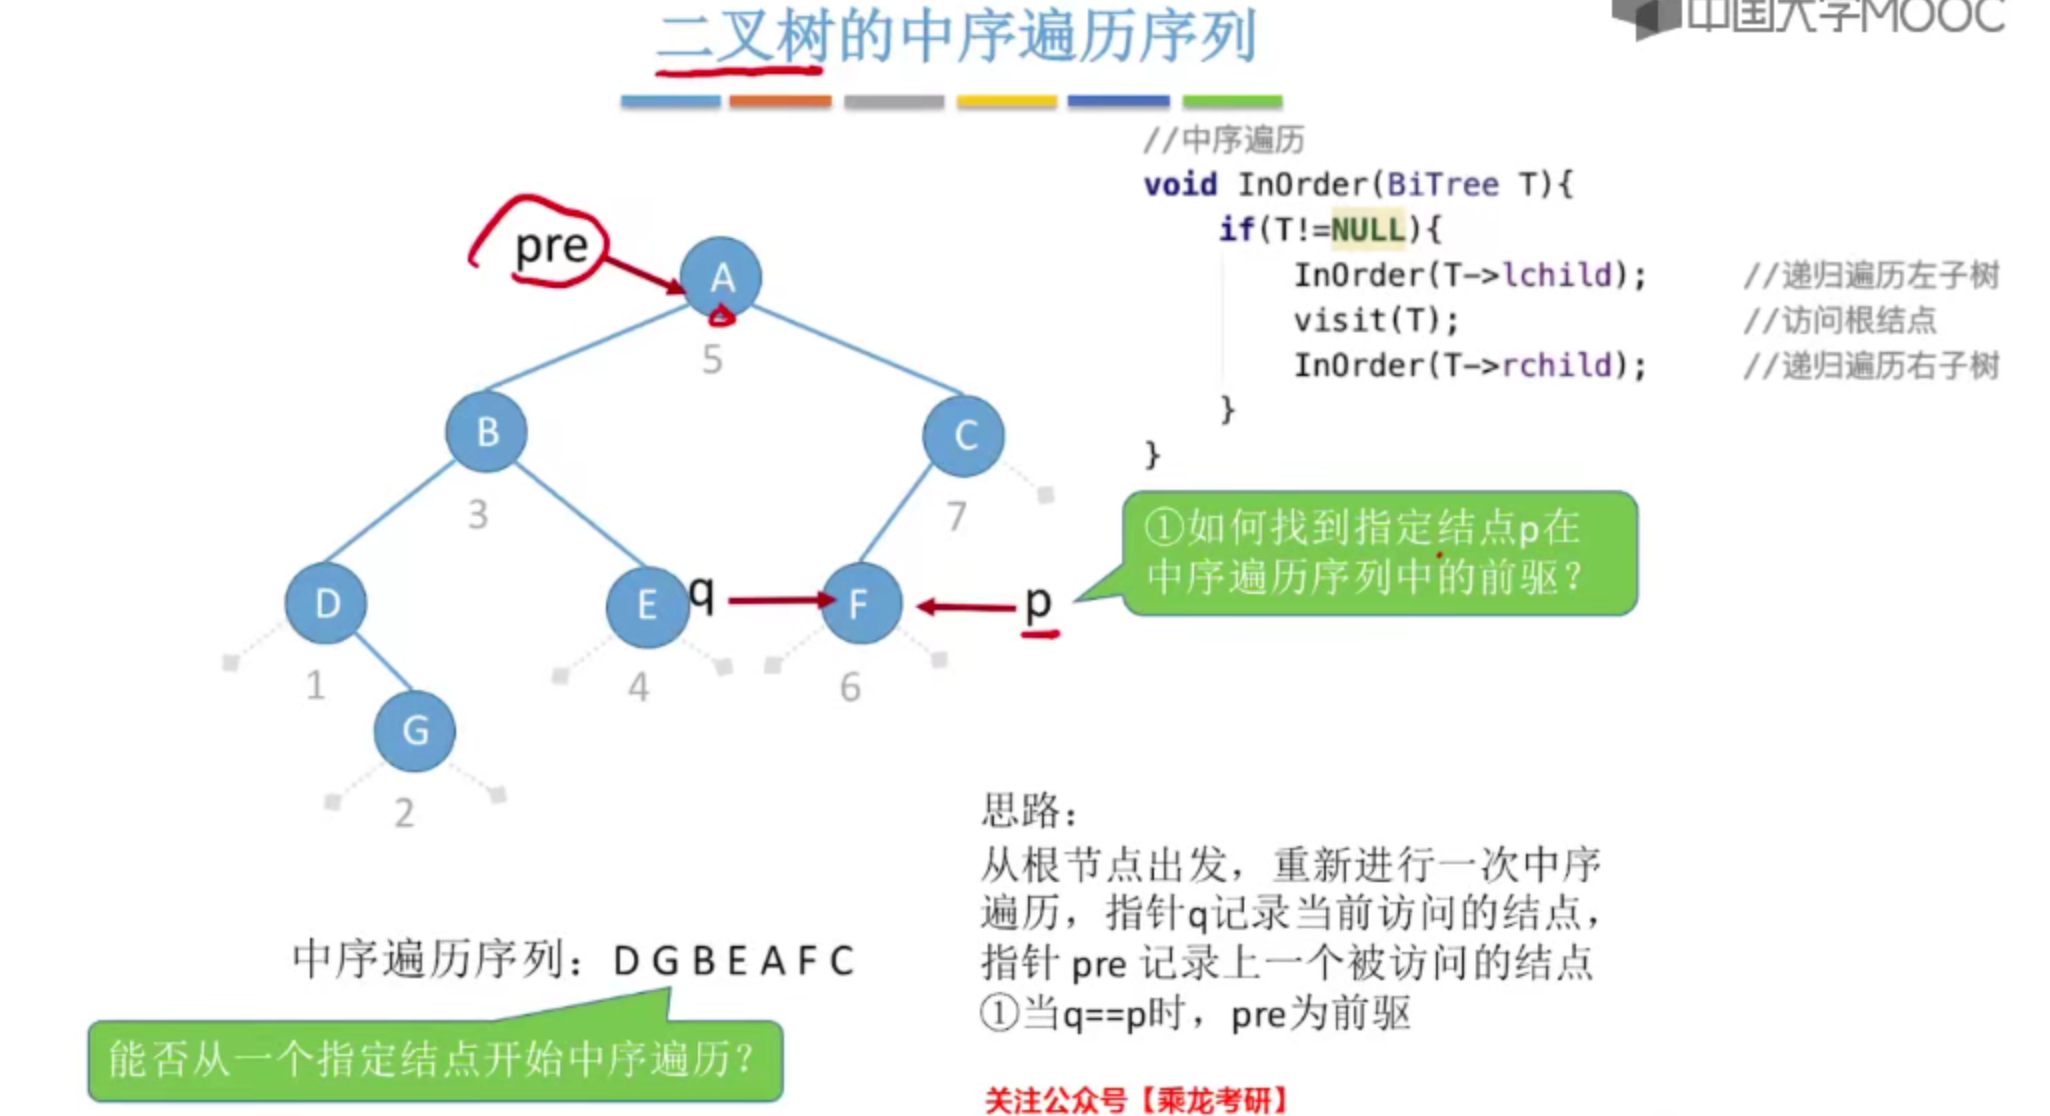 二叉树的中序遍历序列
中国大学MOOC
//中序遍历
void InOrder(BiTree T){
if(T!=NULL){
InOrder(T->lchild); //递归遍历左子树
visit(T); //访问根结点
InOrder(T->rchild); //递归遍历右子树
}
}
pre
A
5
B
3
C
7
①如何找到指定结点p在
中序遍历序列中的前驱?
D
1
E
4
q
F
6
p
G
2
中序遍历序列: D G B E A F C
能否从一个指定结点开始中序遍历?
思路:
从根节点出发，重新进行一次中序
遍历，指针q记录当前访问的结点，
指针 pre 记录上一个被访问的结点
①当q==p时，pre为前驱
关注公众号【乘龙考研】